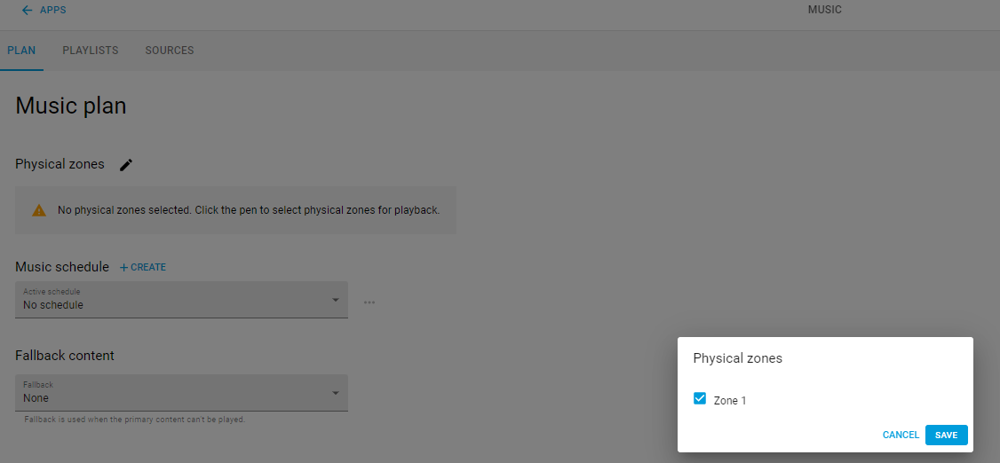 APPS
MUSIC
PLAN
PLAYLISTS
SOURCES
Music plan
Physical zones
No physical zones selected. Click the pen to select physical zones for playback.
Music schedule
+ CREATE
Active schedule
No schedule
Fallback content
Fallback
None
Fallback is used when the primary content can't be played.
Physical zones
Zone 1
CANCEL
SAVE